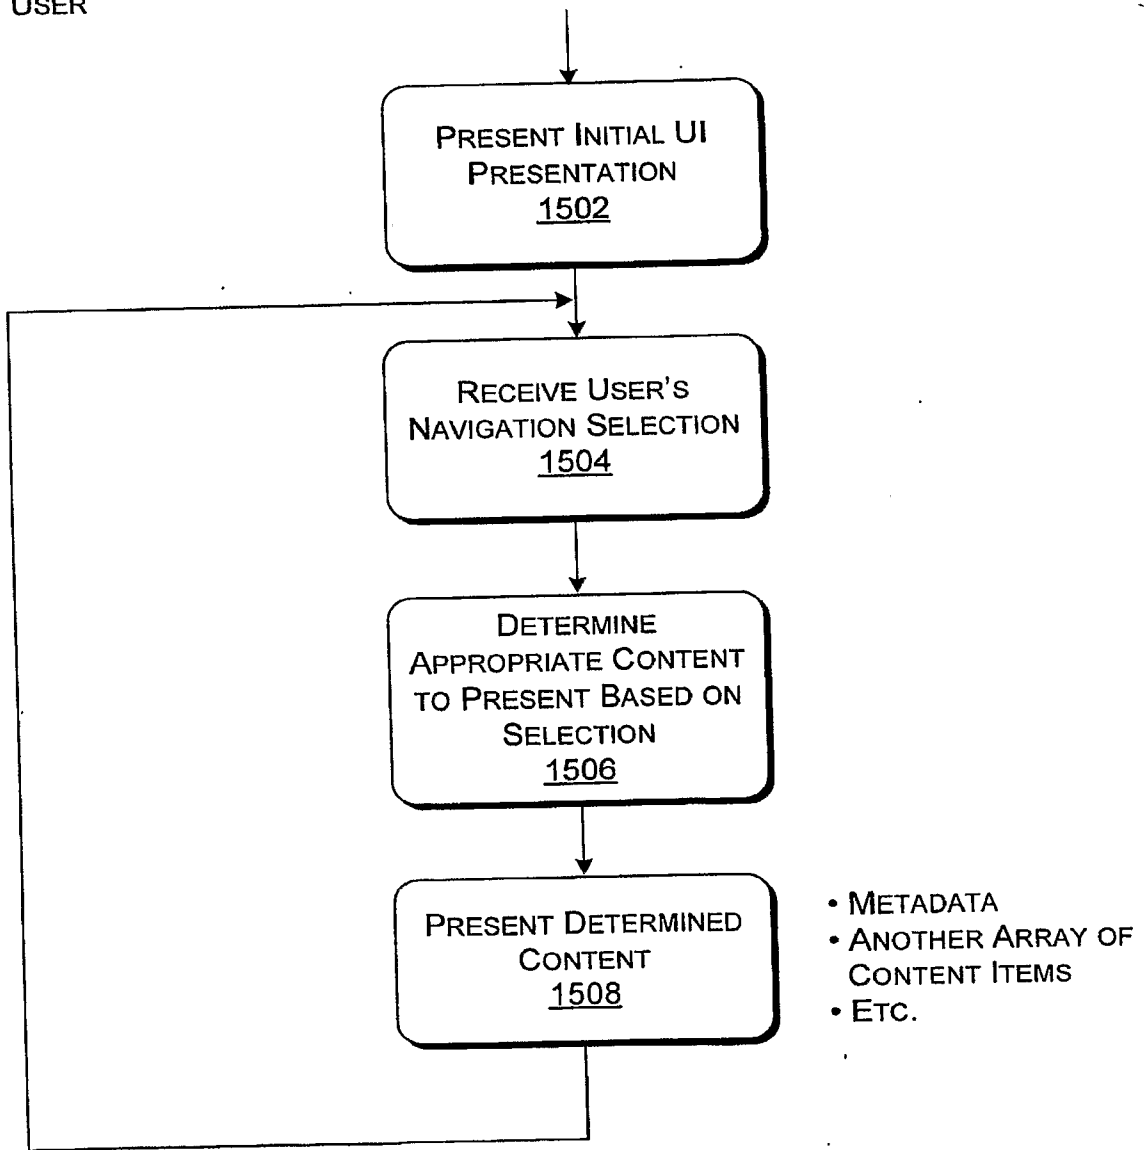 USER
PRESENT INITIAL UI
PRESENTATION
1502
RECEIVE USER'S
NAVIGATION SELECTION
1504
DETERMINE
APPROPRIATE CONTENT
TO PRESENT BASED ON
SELECTION
1506
PRESENT DETERMINED
CONTENT
1508
• METADATA
• ANOTHER ARRAY OF
CONTENT ITEMS
• ETC.